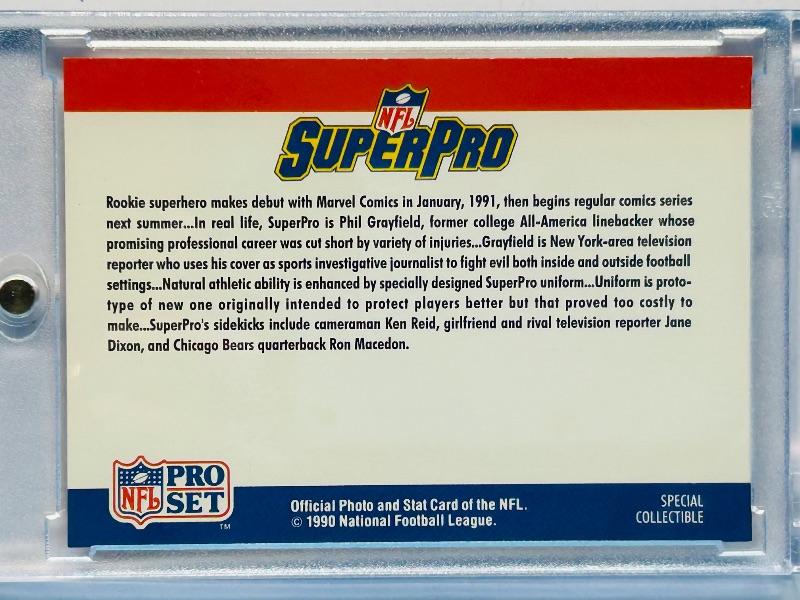 NFL
SUPERPRO
Rookie superhero makes debut with Marvel Comics in January, 1991, then begins regular comics series
next summer...In real life, SuperPro is Phil Grayfield, former college All-America linebacker whose
promising professional career was cut short by variety of injuries...Grayfield is New York-area television
reporter who uses his cover as sports investigative journalist to fight evil both inside and outside football
settings...Natural athletic ability is enhanced by specially designed SuperPro uniform...Uniform is proto-
type of new one originally intended to protect players better but that proved too costly to
make...SuperPro's sidekicks include cameraman Ken Reid, girlfriend and rival television reporter Jane
Dixon, and Chicago Bears quarterback Ron Macedon.
NFL
PRO
SET
TM
Official Photo and Stat Card of the NFL.
© 1990 National Football League.
SPECIAL
COLLECTIBLE